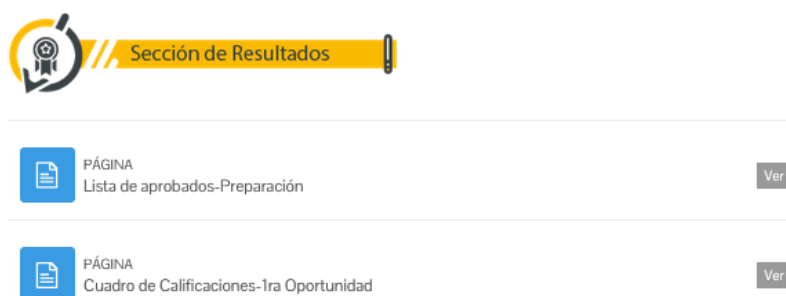 Sección de Resultados
PÁGINA
Lista de aprobados-Preparación
Ver
PÁGINA
Cuadro de Calificaciones-1ra Oportunidad
Ver